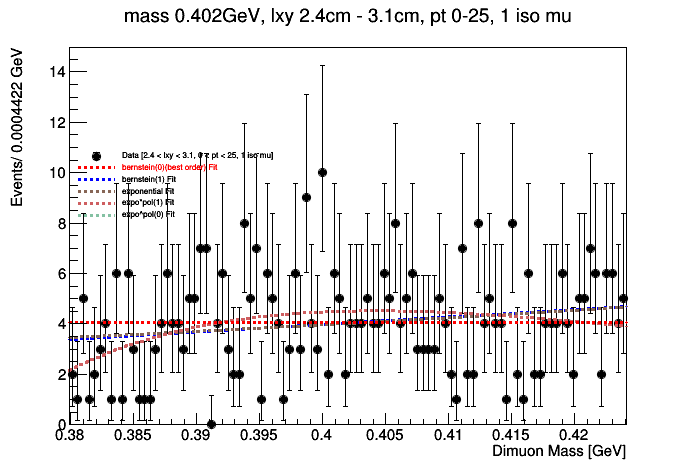 mass 0.402GeV, lxy 2.4cm - 3.1cm, pt 0-25, 1 iso mu
Events/ 0.0004422 GeV
14
12
10
8
6
4
2
0
Data [2.4 < lxy < 3.1, 0 < pt < 25, 1 iso mu]
bernstein(0)(best order) Fit
bernstein(1) Fit
exponential Fit
expo*pol(1) Fit
expo*pol(0) Fit
0.38 0.385 0.39 0.395 0.4 0.405 0.41 0.415 0.42
Dimuon Mass [GeV]